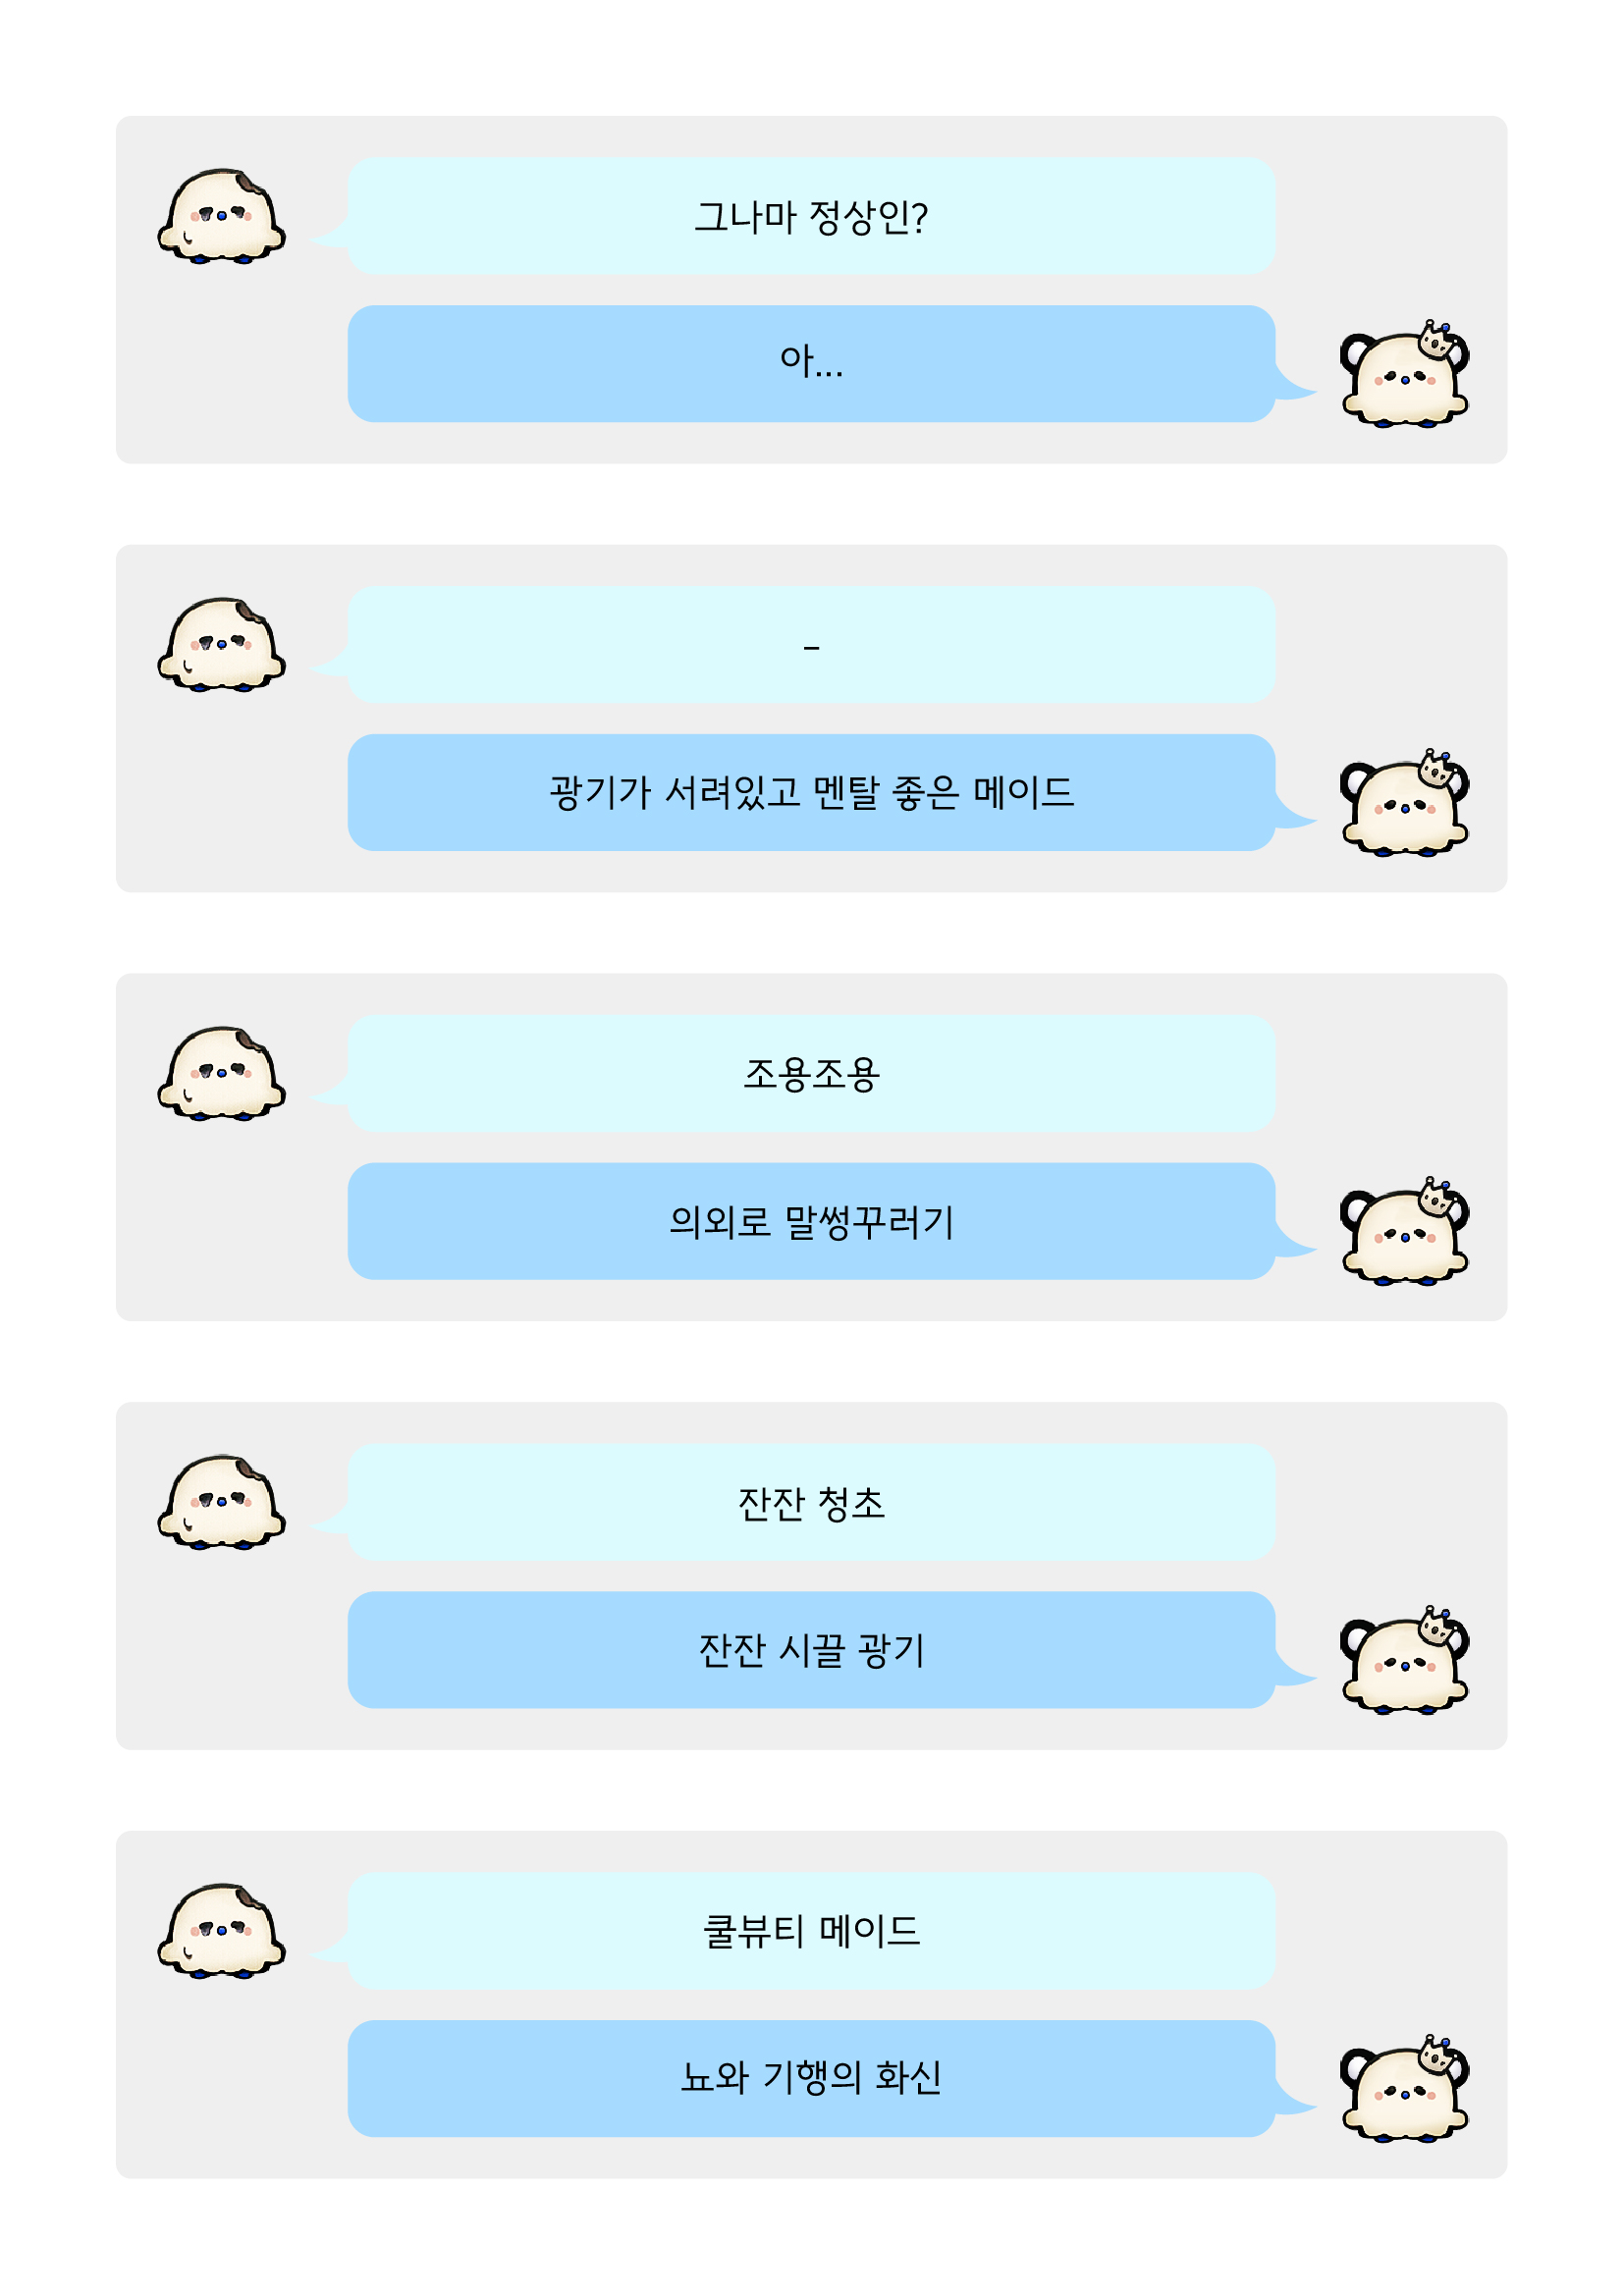 그나마 정상인?
아...
-
광기가 서려있고 멘탈 좋은 메이드
조용조용
의외로 말썽꾸러기
잔잔 청초
잔잔 시끌 광기
쿨뷰티 메이드
뇨와 기행의 화신